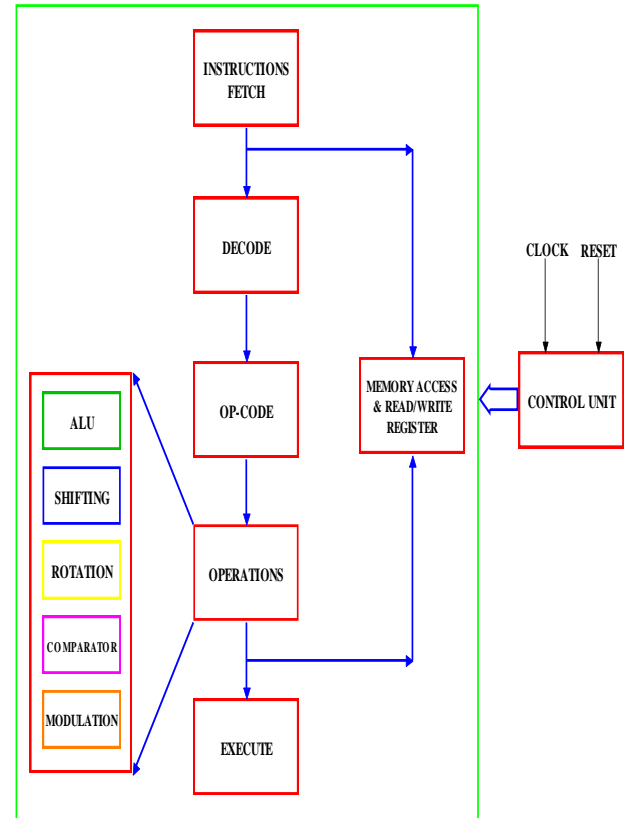 INSTRUCTIONS
FETCH
DECODE
CLOCK RESET
MEMORY ACCESS
& READ/WRITE
REGISTER
CONTROL UNIT
OP-CODE
ALU
SHIFTING
ROTATION
OPERATIONS
COMPARATOR
MODULATION
EXECUTE